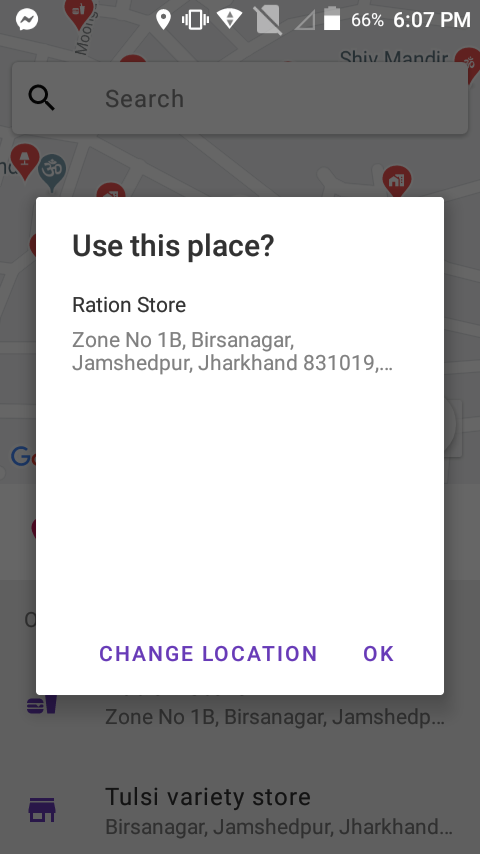 66% 6:07 PM
Shiv Mandir
Search
Use this place?
Ration Store
Zone No 1B, Birsanagar,
Jamshedpur, Jharkhand 831019,...
CHANGE LOCATION OK
Zone No 1B, Birsanagar, Jamshedp...
Tulsi variety store
Birsanagar, Jamshedpur, Jharkhand...